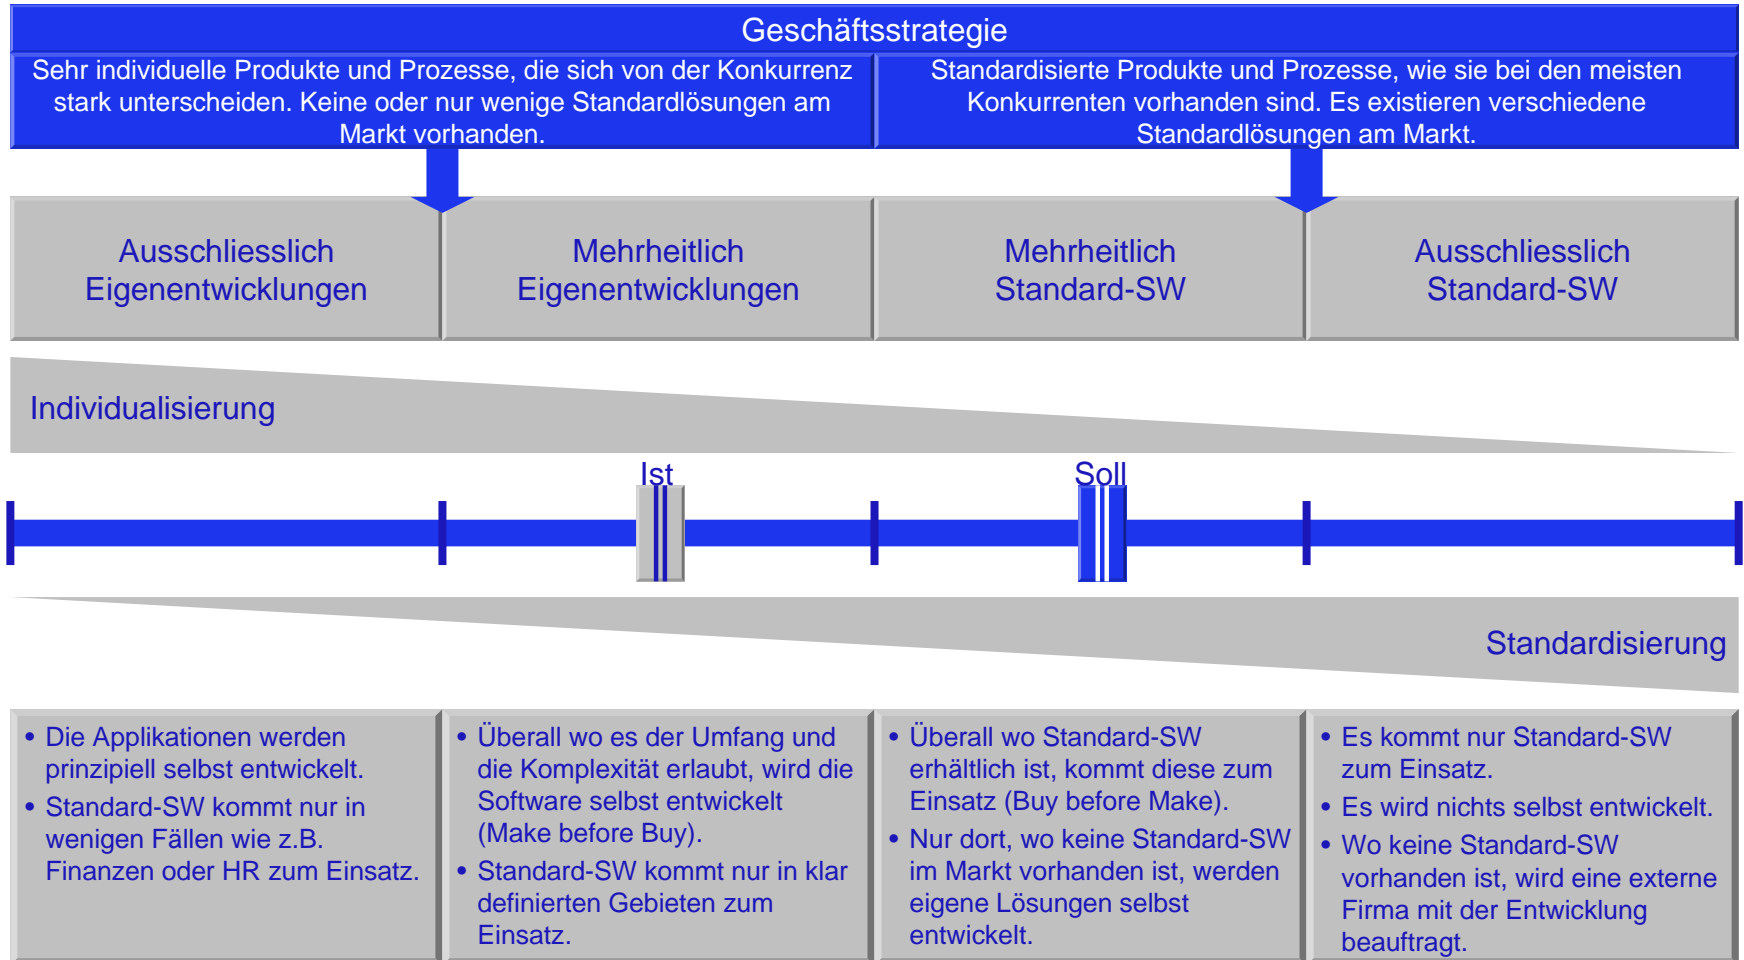 Geschäftsstrategie
Sehr individuelle Produkte und Prozesse, die sich von der Konkurrenz
stark unterscheiden. Keine oder nur wenige Standardlösungen am
Markt vorhanden.
Standardisierte Produkte und Prozesse, wie sie bei den meisten
Konkurrenten vorhanden sind. Es existieren verschiedene
Standardlösungen am Markt.
Ausschliesslich
Eigenentwicklungen
Mehrheitlich
Eigenentwicklungen
Mehrheitlich
Standard-SW
Ausschliesslich
Standard-SW
Individualisierung
Ist
Soll
Standardisierung
• Die Applikationen werden
prinzipiell selbst entwickelt.
• Standard-SW kommt nur in
wenigen Fällen wie z.B.
Finanzen oder HR zum Einsatz.
• Überall wo es der Umfang und
die Komplexität erlaubt, wird die
Software selbst entwickelt
(Make before Buy).
• Standard-SW kommt nur in klar
definierten Gebieten zum
Einsatz.
• Überall wo Standard-SW
erhältlich ist, kommt diese zum
Einsatz (Buy before Make).
• Nur dort, wo keine Standard-SW
im Markt vorhanden ist, werden
eigene Lösungen selbst
entwickelt.
• Es kommt nur Standard-SW
zum Einsatz.
• Es wird nichts selbst entwickelt.
• Wo keine Standard-SW
vorhanden ist, wird eine externe
Firma mit der Entwicklung
beauftragt.